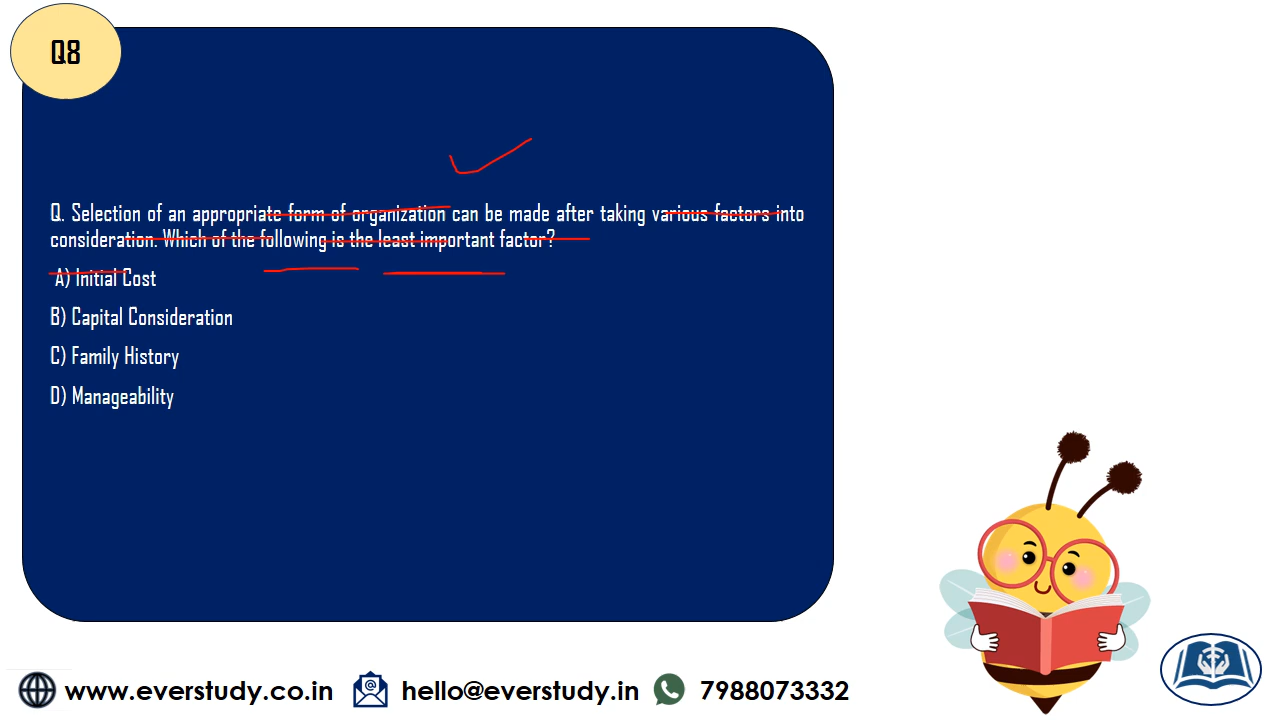 Q8
Q. Selection of an appropriate form of organization can be made after taking various factors into
consideration. Which of the following is the least important factor?
A) Initial Cost
B) Capital Consideration
C) Family History
D) Manageability
www.everstudy.co.in hello@everstudy.in 7988073332